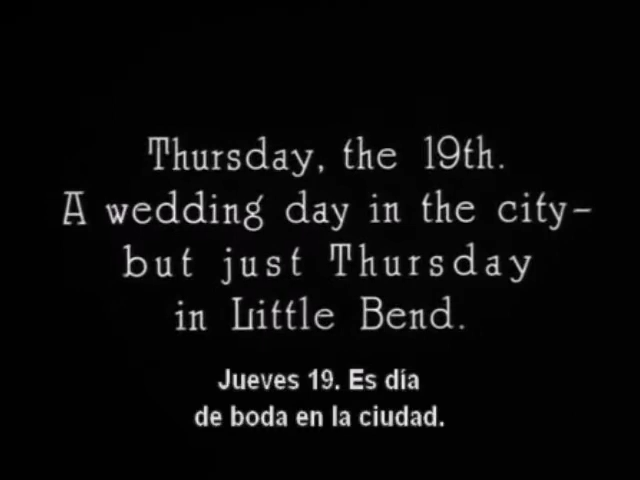 Thursday, the 19th.
A wedding day in the city–
but just Thursday
in Little Bend.
Jueves 19. Es día
de boda en la ciudad.